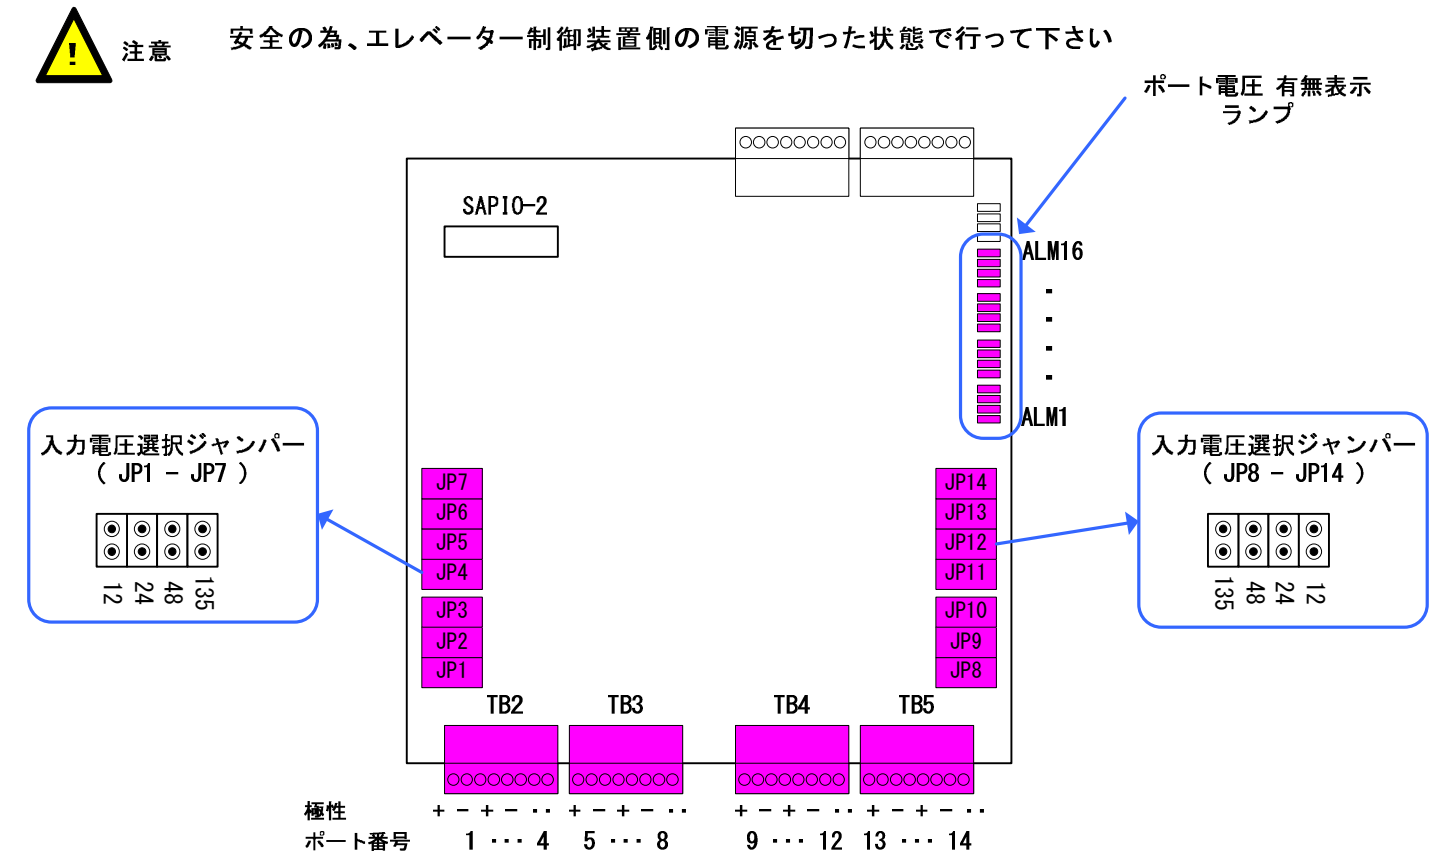 ! 注意 安全の為、エレベーター制御装置側の電源を切った状態で行って下さい
ポート電圧 有無表示
ランプ
SAPIO-2
ALM16
ALM1
入力電圧選択ジャンパー
( JP1 - JP7 )
12 24 48 135
入力電圧選択ジャンパー
( JP8 - JP14 )
135 48 24 12
JP7
JP6
JP5
JP4
JP3
JP2
JP1
JP14
JP13
JP12
JP11
JP10
JP9
JP8
TB2 TB3 TB4 TB5
極性 + - + - ‥ + - + - ‥ + - + - ‥ + - + - ‥
ポート番号 1 … 4 5 … 8 9 … 12 13 … 14